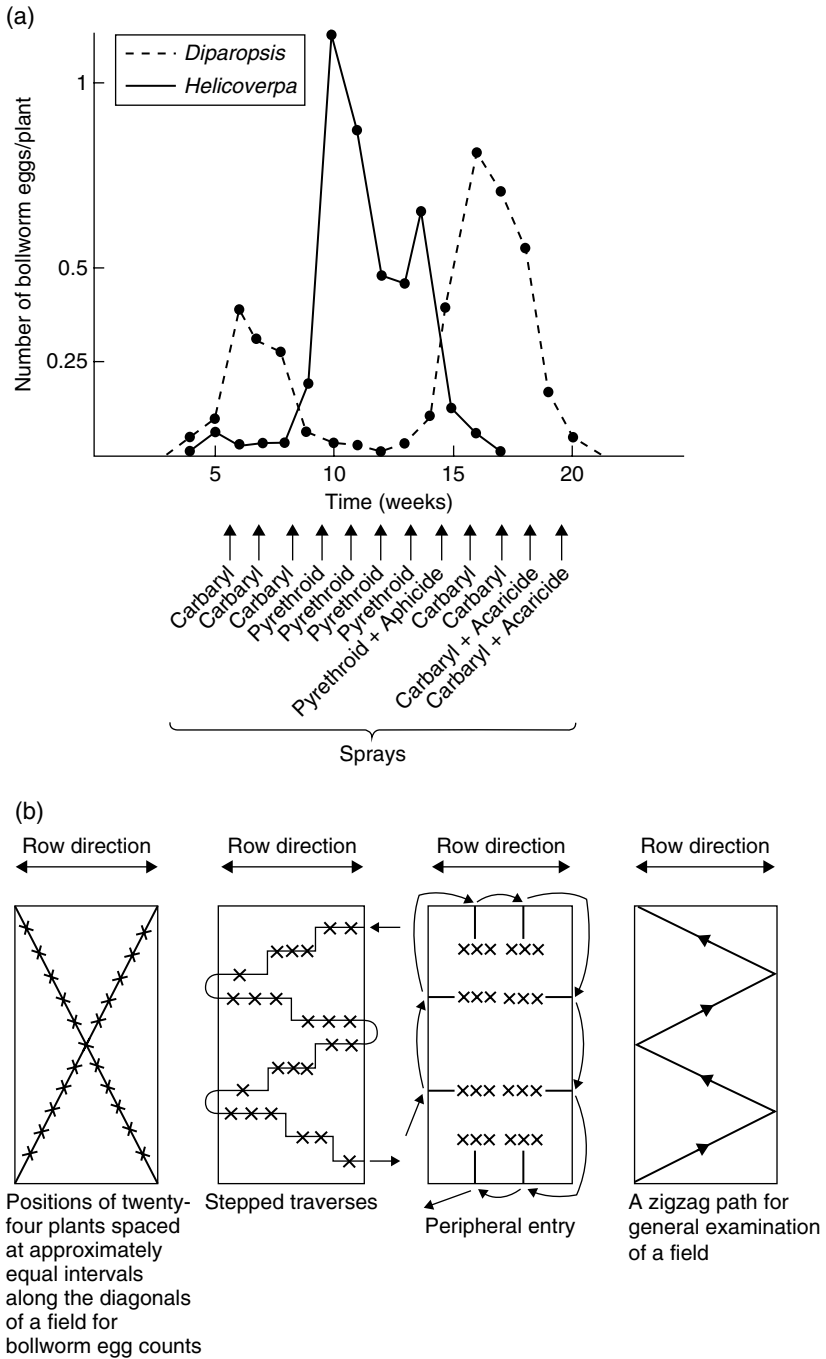 (a)
Diparopsis
Helicoverpa
Number of bollworm eggs/plant
1
0.5
0.25
5
10
15
20
Time (weeks)
Carbaryl
Carbaryl
Carbaryl
Pyrethroid
Pyrethroid
Pyrethroid
Pyrethroid
Pyrethroid + Aphicide
Carbaryl
Carbaryl
Carbaryl + Acaricide
Carbaryl + Acaricide
Sprays
(b)
Row direction
Row direction
Row direction
Row direction
Positions of twenty-
four plants spaced
at approximately
equal intervals
along the diagonals
of a field for
bollworm egg counts
Stepped traverses
Peripheral entry
A zigzag path for
general examination
of a field